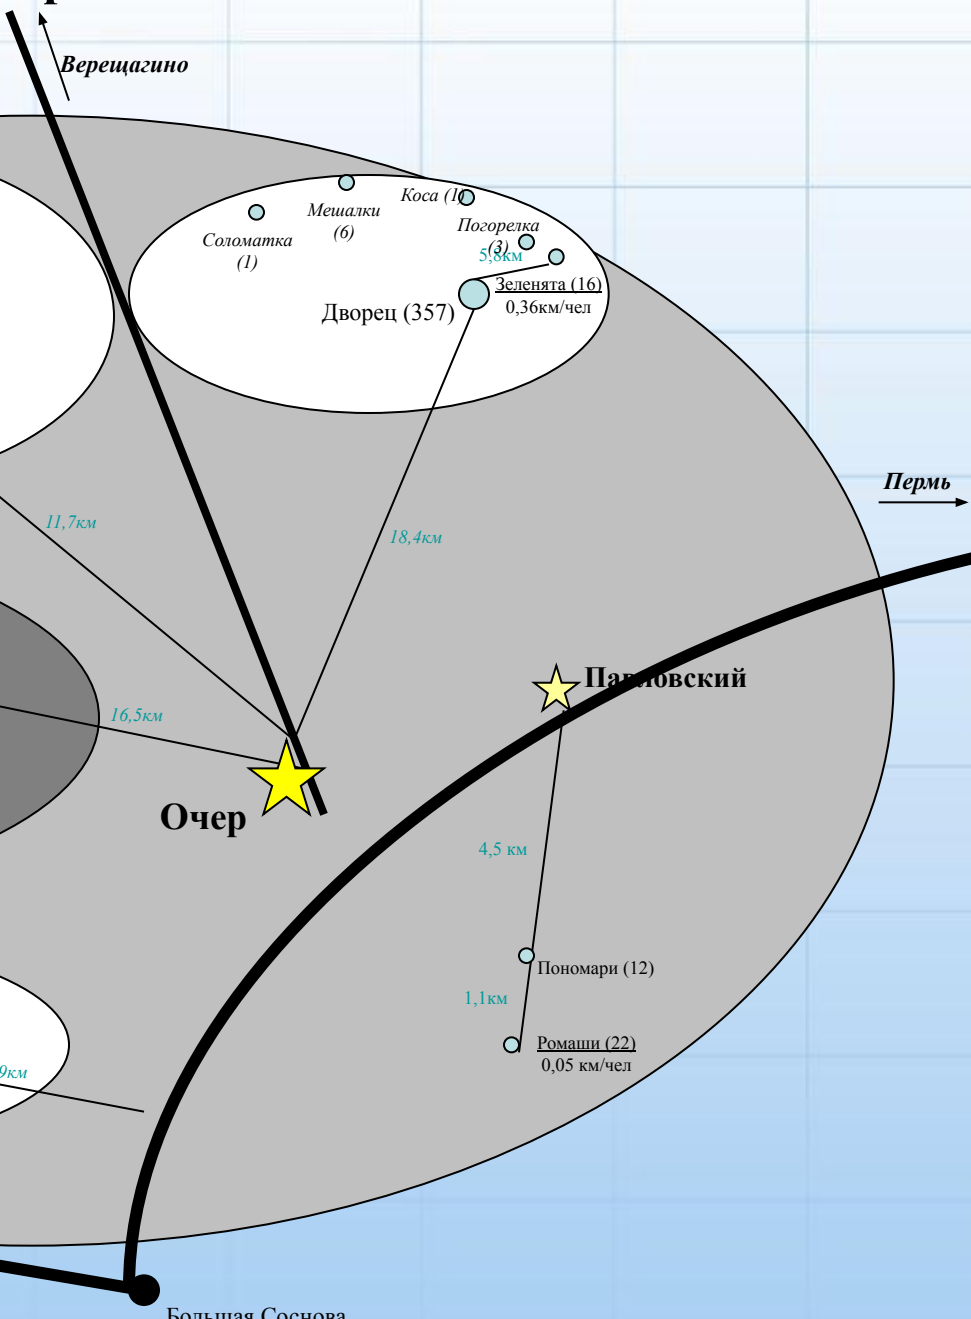 Верещагино
Коса (1)
Мешалки
(6)
Погорелка
(3)
Соломатка
(1)
5,8км
Зеленята (16)
0,36км/чел
Дворец (357)
Пермь
11,7км
18,4км
Павловский
16,5км
Очер
4,5 км
Пономари (12)
1,1км
Ромаши (22)
0,05 км/чел
9км
Большая Соснова